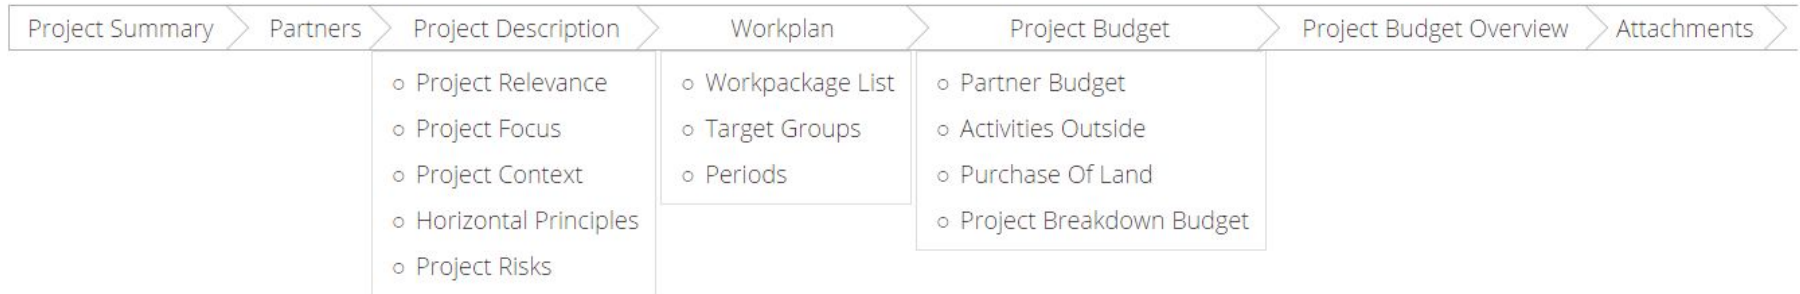 Project Summary Partners Project Description Workplan Project Budget Project Budget Overview Attachments
Project Relevance
Project Focus
Project Context
Horizontal Principles
Project Risks
Workpackage List
Target Groups
Periods
Partner Budget
Activities Outside
Purchase Of Land
Project Breakdown Budget